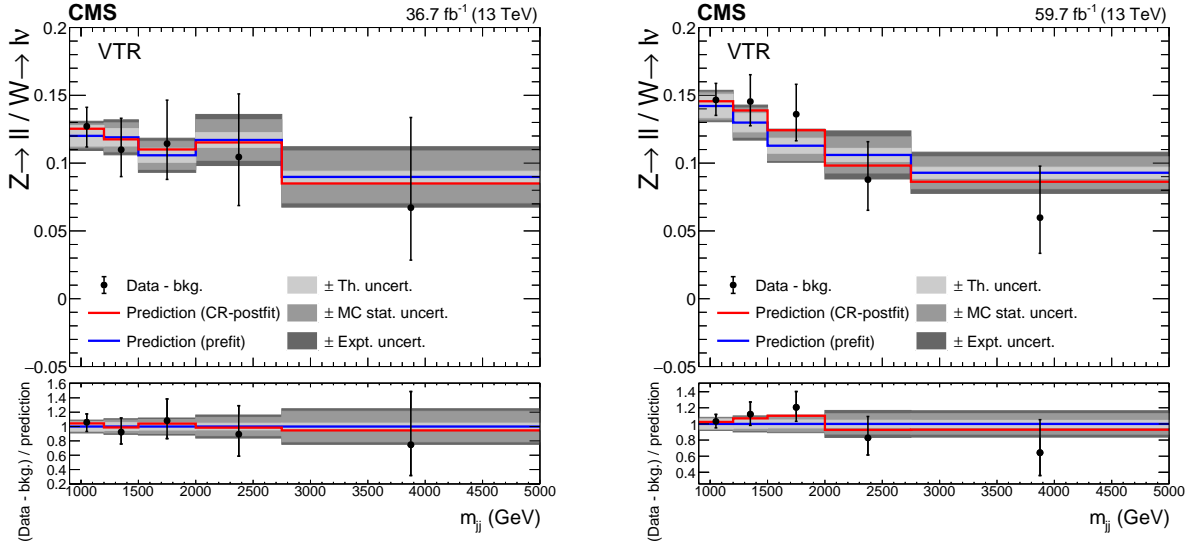 CMS
36.7 fb⁻¹ (13 TeV)
Z→ ll / W→ lν
0.2
0.15
0.1
0.05
0
−0.05
VTR
Data - bkg.
Prediction (CR-postfit)
Prediction (prefit)
± Th. uncert.
± MC stat. uncert.
± Expt. uncert.
(Data - bkg.) / prediction
1.6
1.4
1.2
1
0.8
0.6
0.4
0.2
1000 1500 2000 2500 3000 3500 4000 4500 5000
m_jj (GeV)
CMS
59.7 fb⁻¹ (13 TeV)
Z→ ll / W→ lν
0.2
0.15
0.1
0.05
0
−0.05
VTR
Data - bkg.
Prediction (CR-postfit)
Prediction (prefit)
± Th. uncert.
± MC stat. uncert.
± Expt. uncert.
(Data - bkg.) / prediction
1.4
1.2
1
0.8
0.6
0.4
1000 1500 2000 2500 3000 3500 4000 4500 5000
m_jj (GeV)